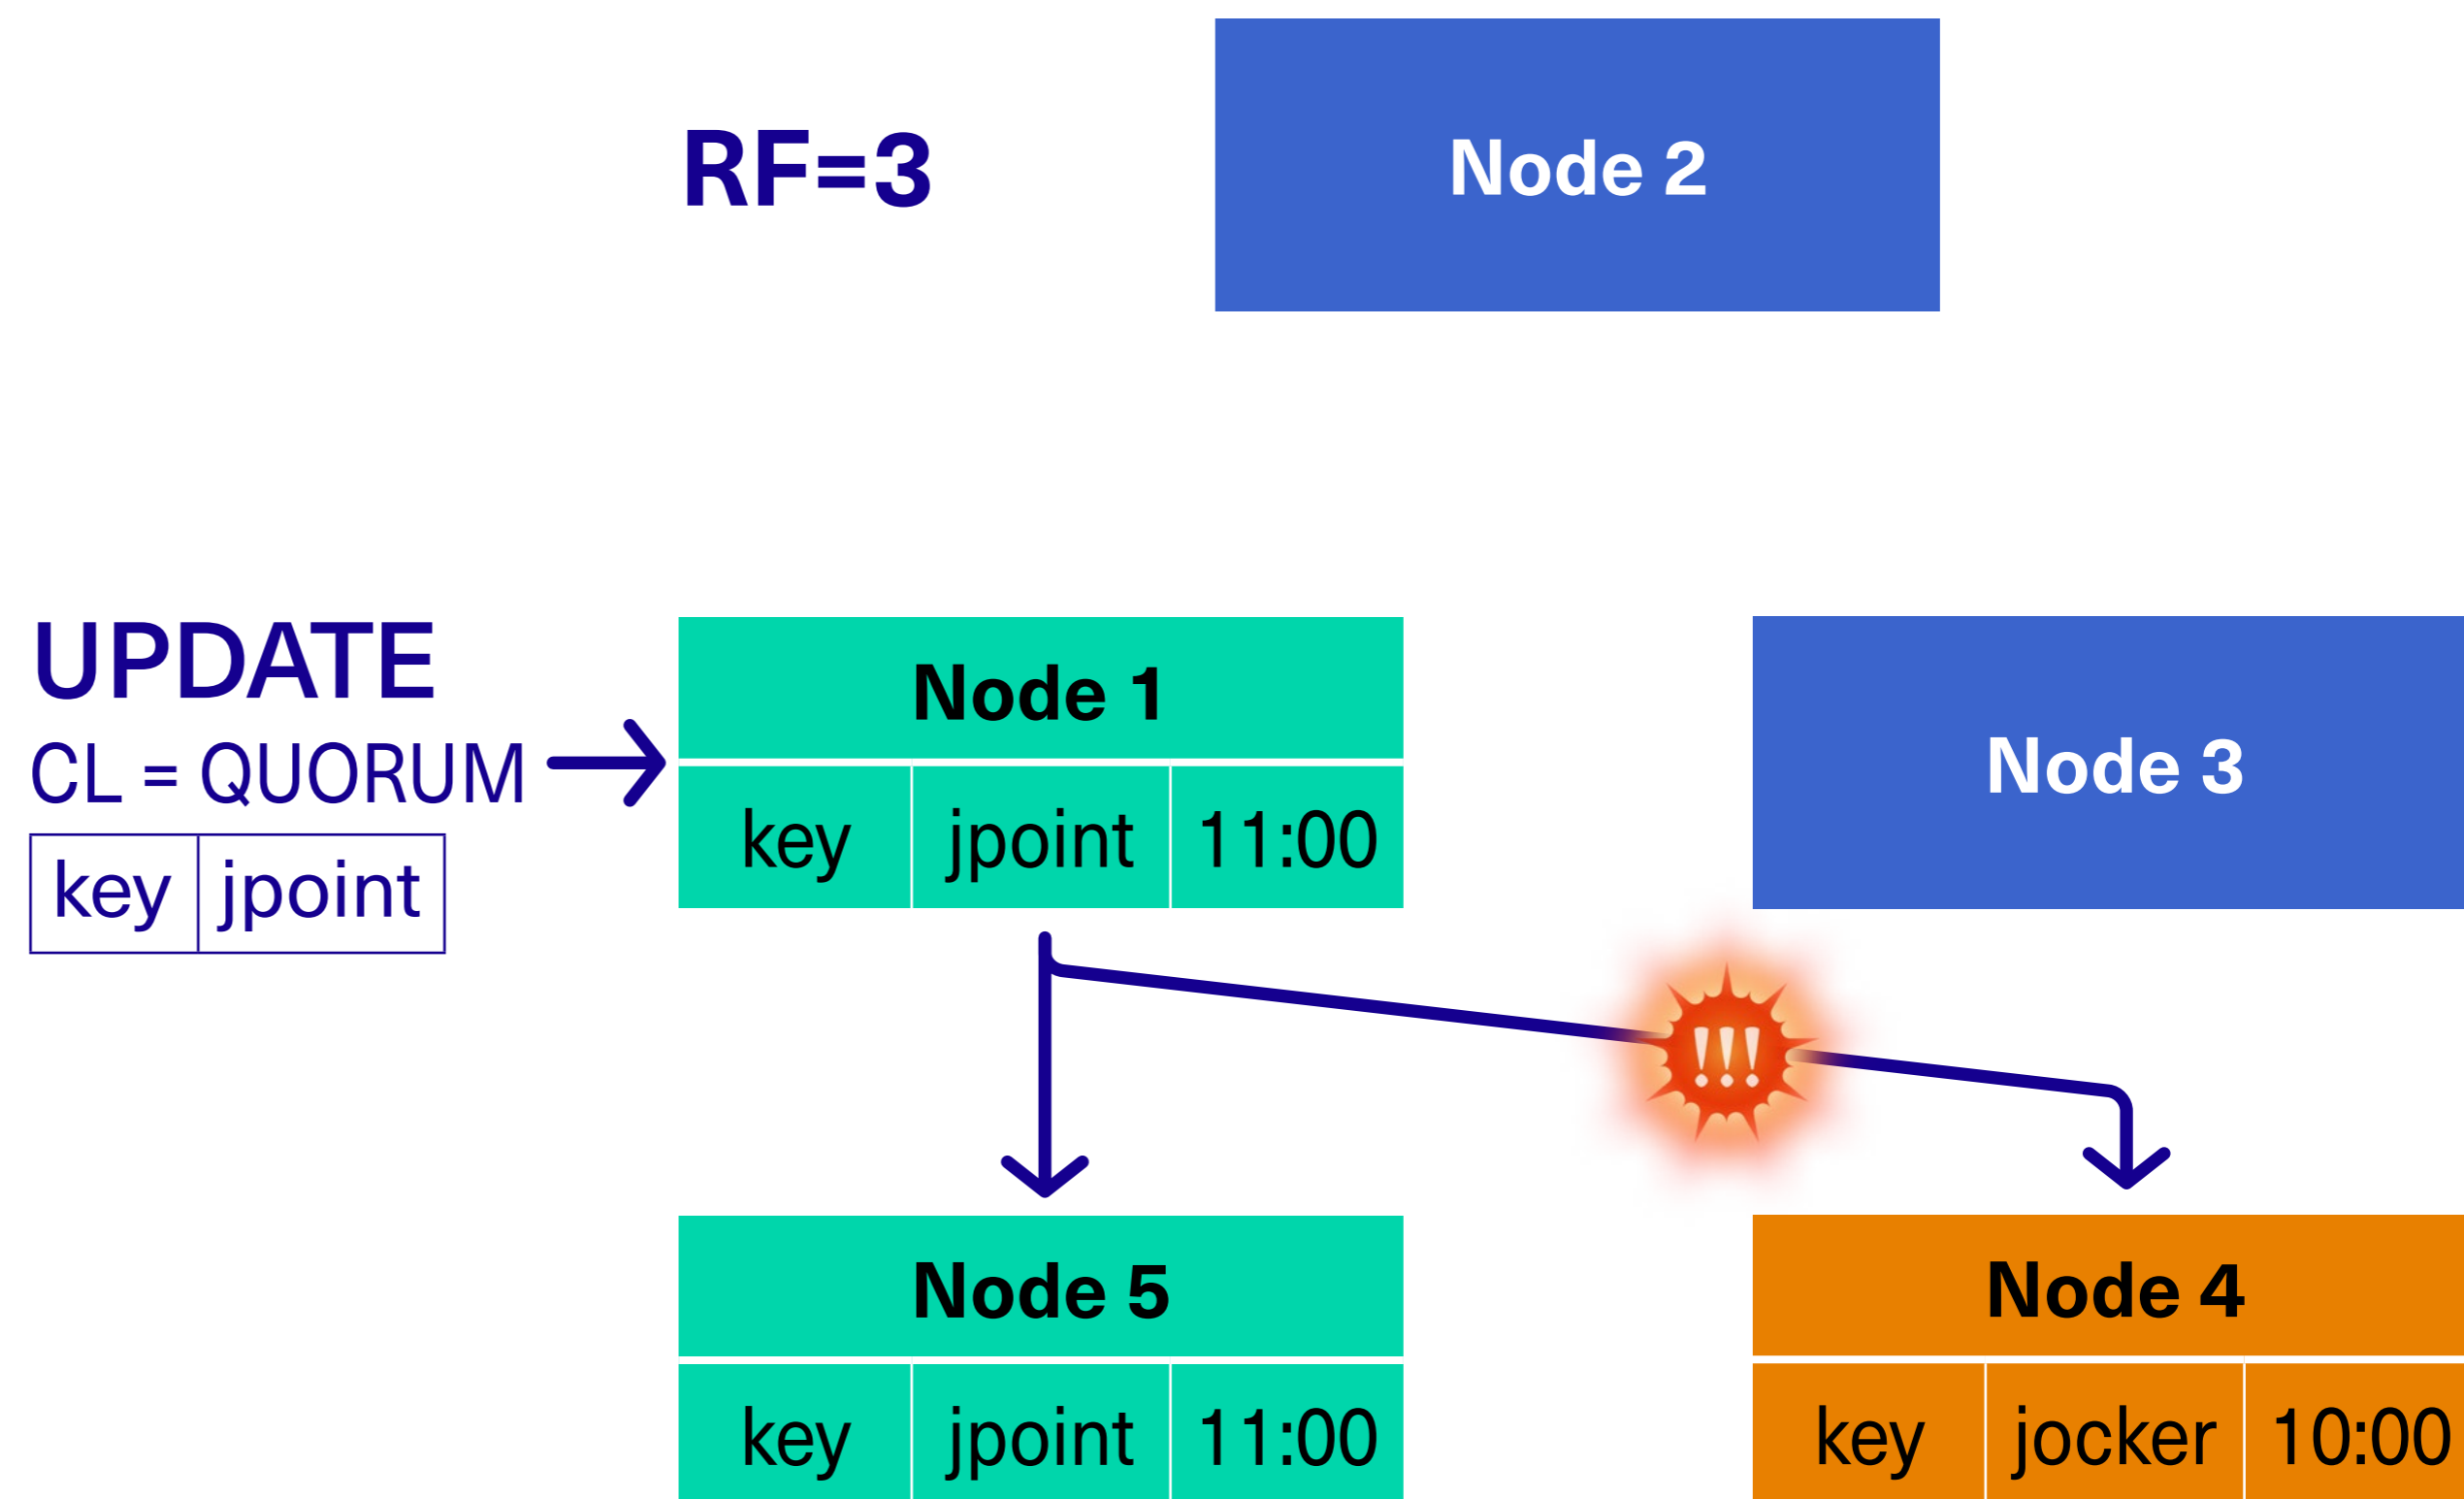 RF=3
Node 2
UPDATE
CL = QUORUM
key jpoint
Node 1
key jpoint 11:00
Node 3
!!!
Node 5
key jpoint 11:00
Node 4
key jocker 10:00